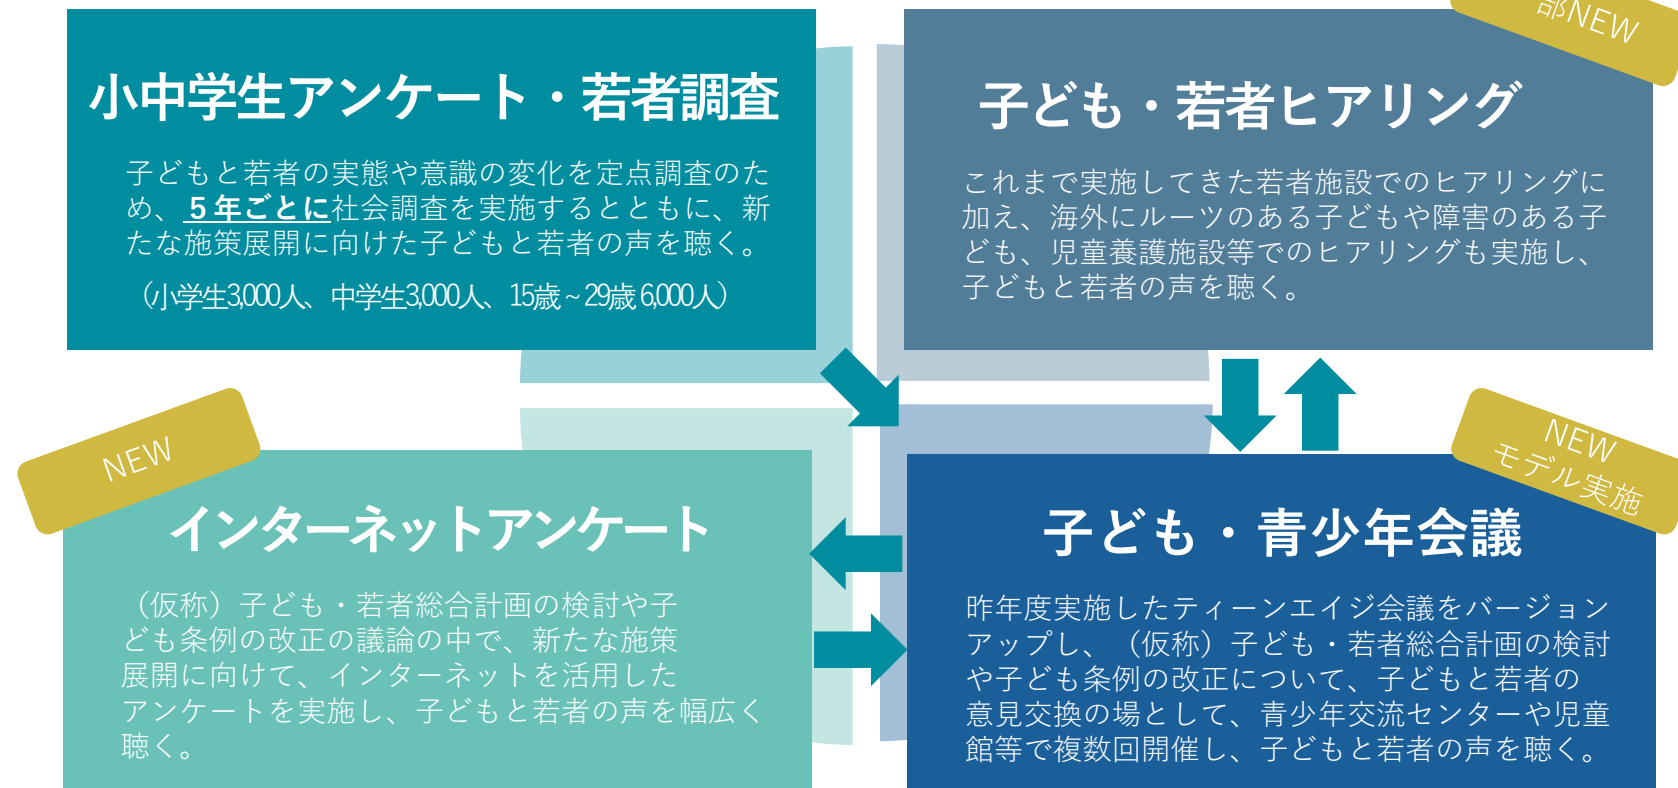 小中学生アンケート・若者調査
子どもと若者の実態や意識の変化を定点調査のた
め、５年ごとに社会調査を実施するとともに、新
たな施策展開に向けた子どもと若者の声を聴く。
（小学生3,000人、中学生3,000人、15歳～29歳 6,000人）
部NEW
子ども・若者ヒアリング
これまで実施してきた若者施設でのヒアリングに
加え、海外にルーツのある子どもや障害のある子
ども、児童養護施設等でのヒアリングも実施し、
子どもと若者の声を聴く。
NEW
インターネットアンケート
（仮称）子ども・若者総合計画の検討や子
ども条例の改正の議論の中で、新たな施策
展開に向けて、インターネットを活用した
アンケートを実施し、子どもと若者の声を幅広く
聴く。
NEW
モデル実施
子ども・青少年会議
昨年度実施したティーンエイジ会議をバージョン
アップし、（仮称）子ども・若者総合計画の検討
や子ども条例の改正について、子どもと若者の
意見交換の場として、青少年交流センターや児童
館等で複数回開催し、子どもと若者の声を聴く。